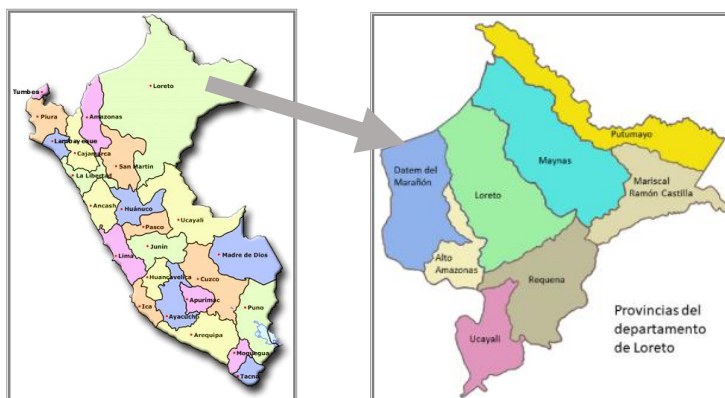 Loreto
Tumbes
Piura
Amazonas
Lambayeque
Cajamarca
San Martin
La Libertad
Ancash
Huánuco
Ucayali
Pasco
Junín
Lima
Madre de Dios
Huancavelica
Cuzco
Ica
Apurimac
Ayacucho
Puno
Arequipa
Moquegua
Tacna
Putumayo
Datem del
Marañón
Maynas
Mariscal
Ramón Castilla
Loreto
Alto
Amazonas
Requena
Ucayali
Provincias del
departamento
de Loreto